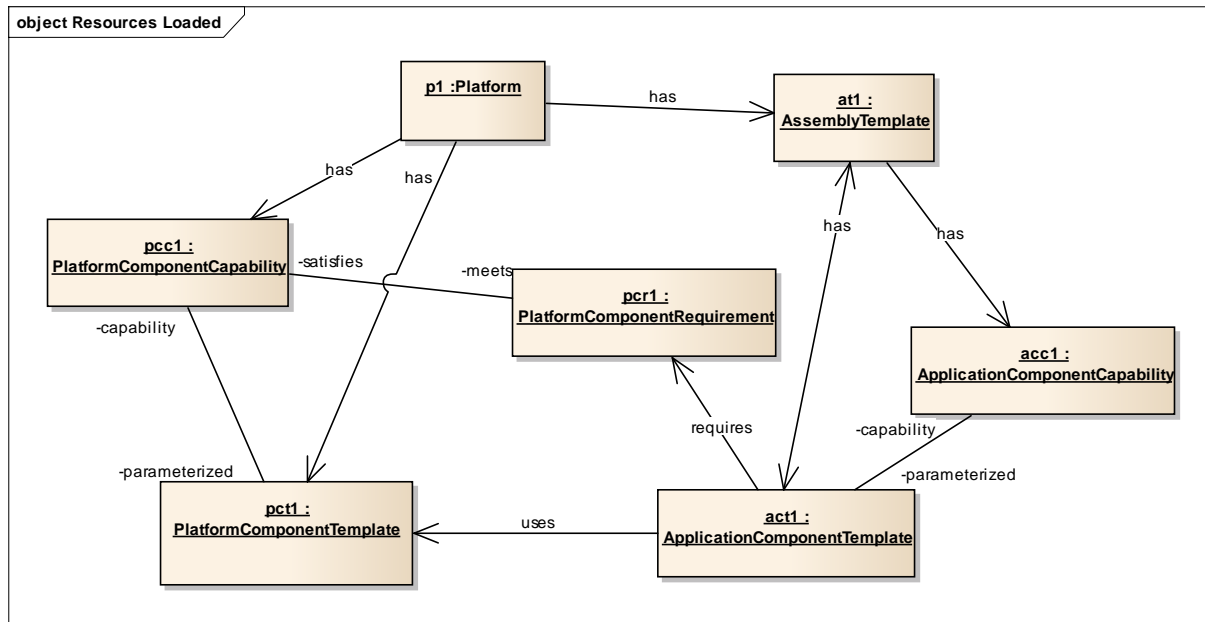 object Resources Loaded
p1 :Platform
has
at1 :
AssemblyTemplate
has
has
has
has
pcc1 :
PlatformComponentCapability
-satisfies
-meets
pcr1 :
PlatformComponentRequirement
-capability
acc1 :
ApplicationComponentCapability
requires
-capability
-parameterized
-parameterized
pct1 :
PlatformComponentTemplate
uses
act1 :
ApplicationComponentTemplate